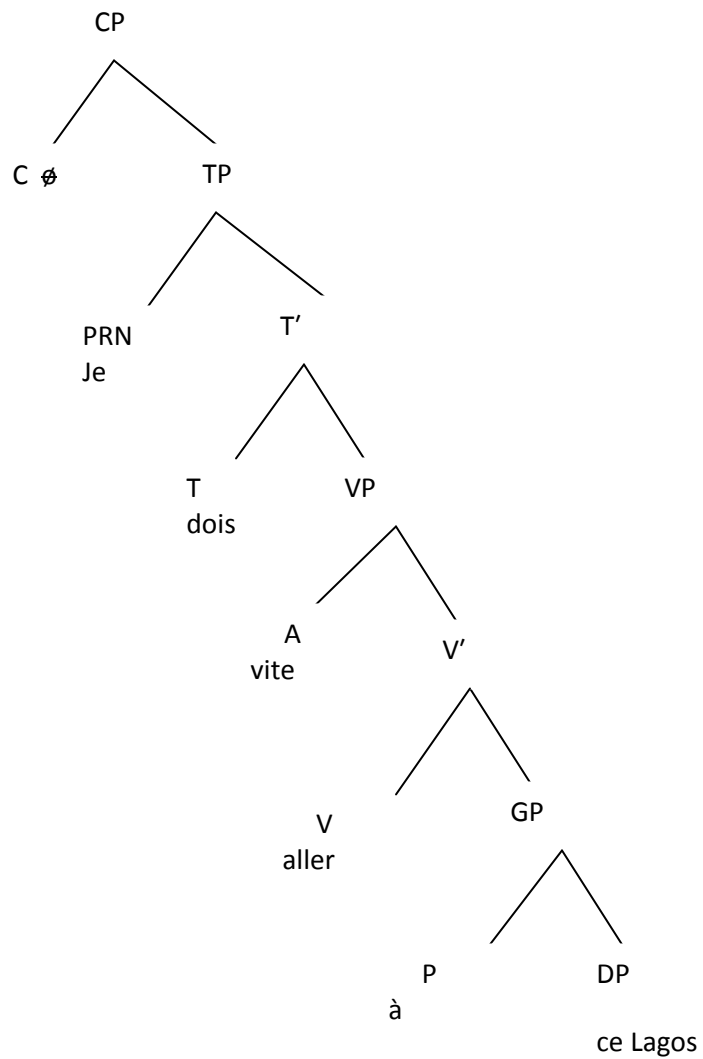 CP
C ø TP
PRN T′
Je
T VP
dois
A V′
vite
V GP
aller
P DP
à
ce Lagos